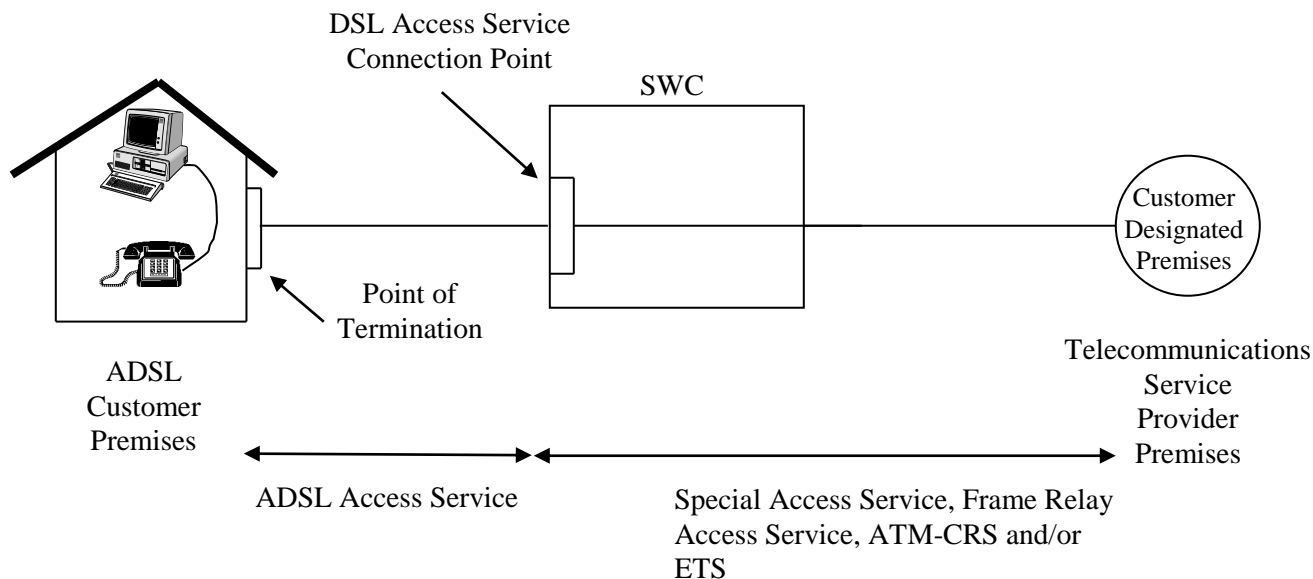 DSL Access Service
Connection Point
SWC
Customer
Designated
Premises
Point of
Termination
ADSL
Customer
Premises
Telecommunications
Service
Provider
Premises
ADSL Access Service
Special Access Service, Frame Relay
Access Service, ATM-CRS and/or
ETS